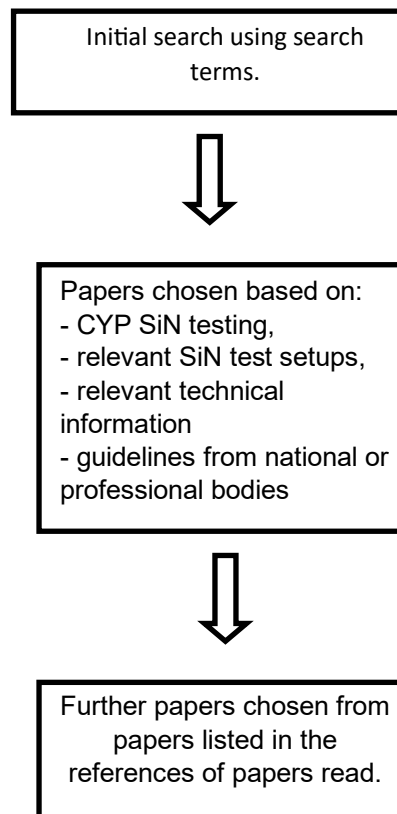 Initial search using search
terms.
Papers chosen based on:
- CYP SiN testing,
- relevant SiN test setups,
- relevant technical
information
- guidelines from national or
professional bodies
Further papers chosen from
papers listed in the
references of papers read.